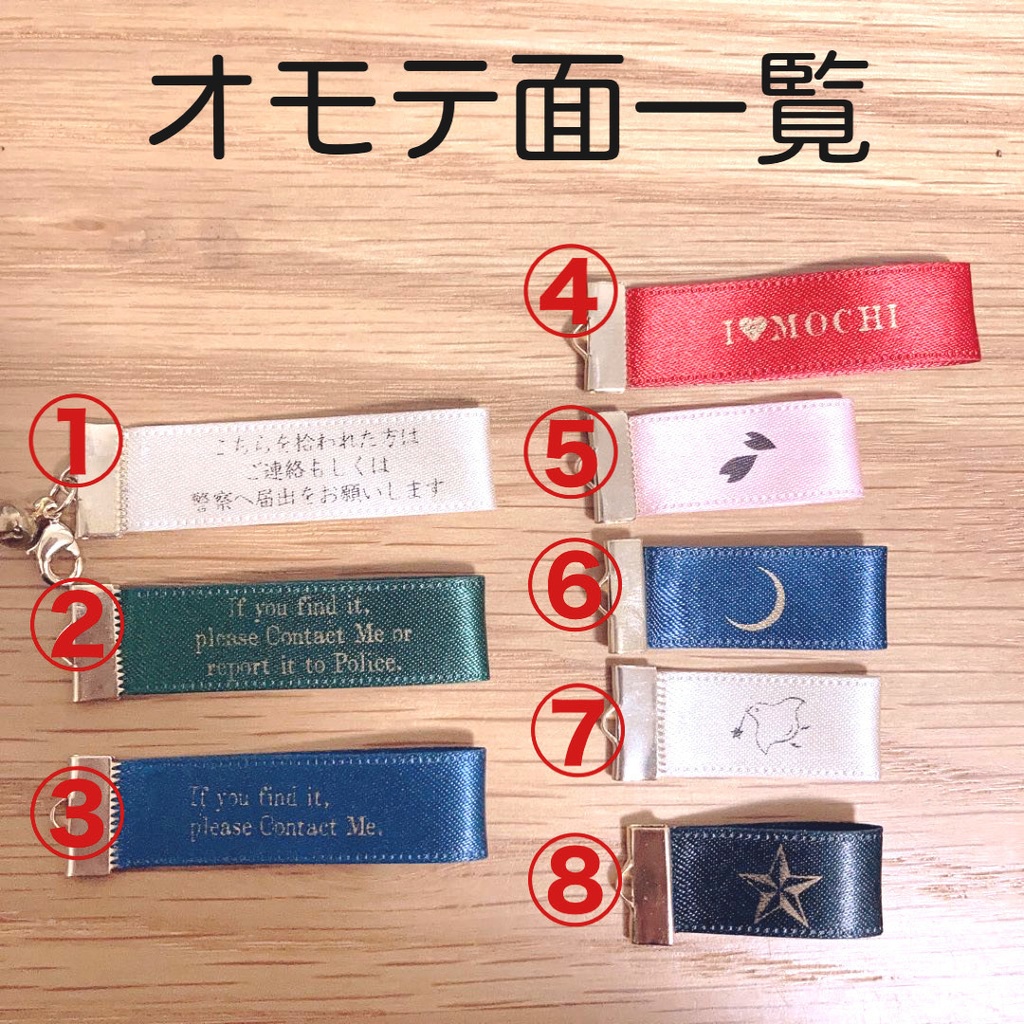 オモテ面一覧
①
こちらを拾われた方は
ご連絡もしくは
警察へ届出をお願いします
②
If you find it,
please Contact Me or
report it to Police.
③
If you find it,
please Contact Me.
④
I♥MOCHI
⑤
⑥
⑦
⑧